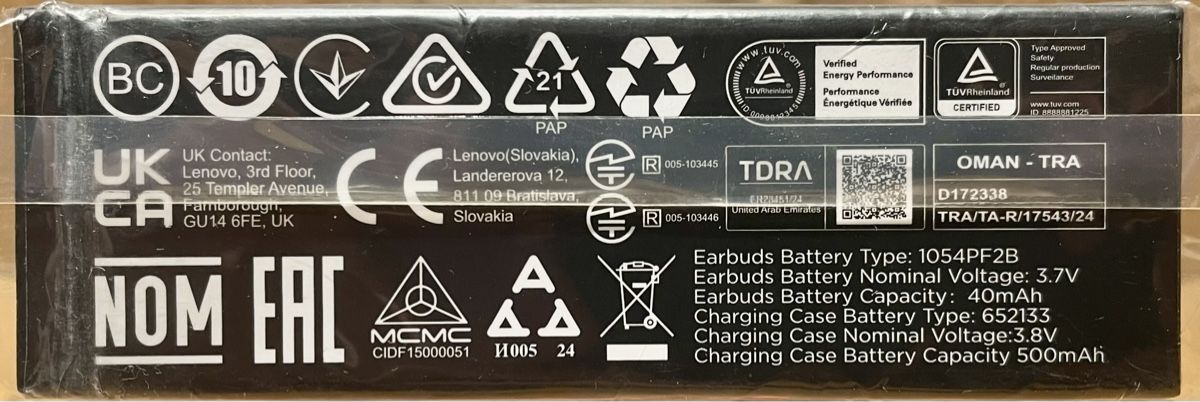 BC
10
21
PAP
PAP
www.tuv.com
TÜVRheinland
Verified
Energy Performance
Performance
Énergétique Vérifiée
TÜVRheinland
CERTIFIED
Type Approved
Safety
Regular production
Surveilance
www.tuv.com
ID 8888881225
UK
CA
UK Contact:
Lenovo, 3rd Floor,
25 Templer Avenue,
Farnborough,
GU14 6FE, UK
CE
Lenovo(Slovakia),
Landererova 12,
811 09 Bratislava,
Slovakia
R 005-103445
R 005-103446
TDRA
United Arab Emirates
OMAN - TRA
D172338
TRA/TA-R/17543/24
NOM
EAC
MCMC
CIDF15000051
И005 24
Earbuds Battery Type: 1054PF2B
Earbuds Battery Nominal Voltage: 3.7V
Earbuds Battery Capacity: 40mAh
Charging Case Battery Type: 652133
Charging Case Nominal Voltage:3.8V
Charging Case Battery Capacity 500mAh